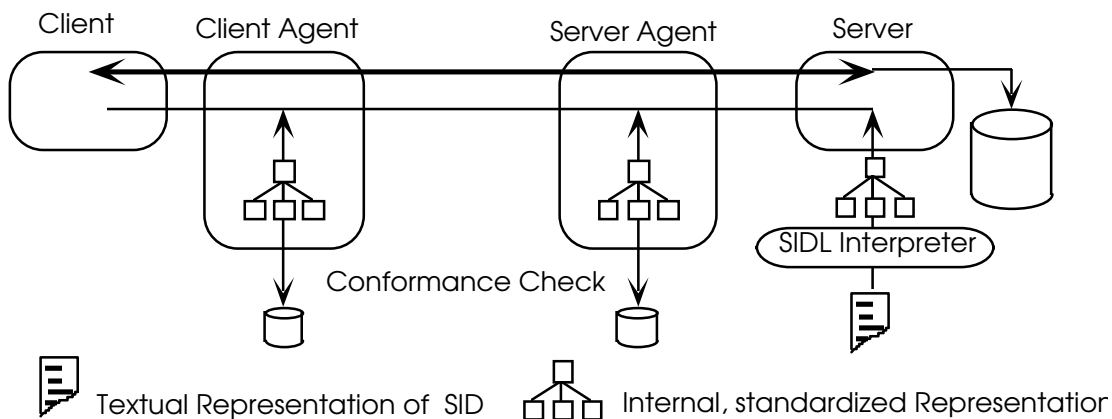 Client
Client Agent
Server Agent
Server
SIDL Interpreter
Conformance Check
Textual Representation of SID
Internal, standardized Representation